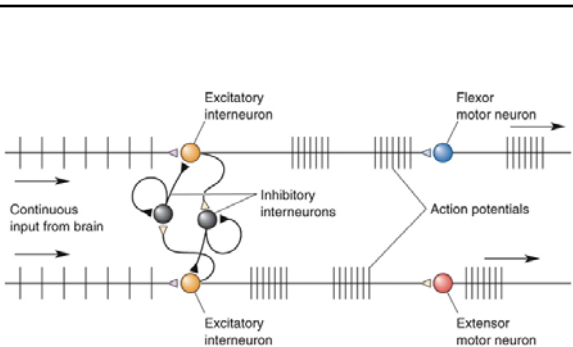 Excitatory
interneuron
Flexor
motor neuron
Continuous
input from brain
Inhibitory
interneurons
Action potentials
Excitatory
interneuron
Extensor
motor neuron